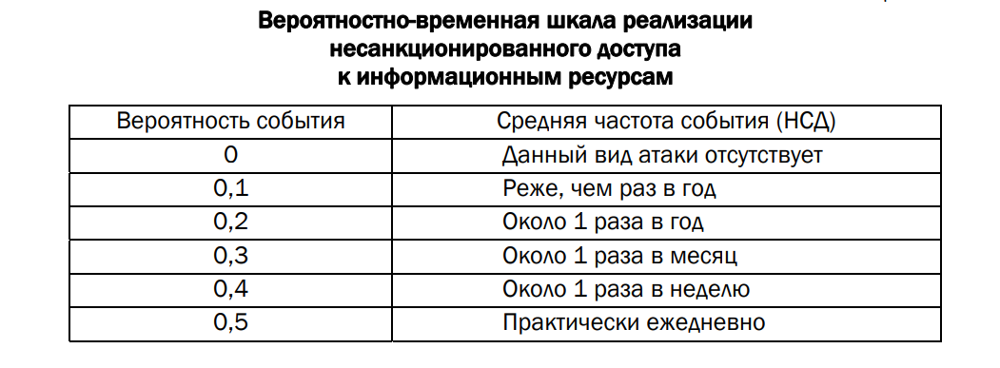 Вероятностно-временная шкала реализации
несанкционированного доступа
к информационным ресурсам
Вероятность события Средняя частота события (НСД)
0 Данный вид атаки отсутствует
0,1 Реже, чем раз в год
0,2 Около 1 раза в год
0,3 Около 1 раза в месяц
0,4 Около 1 раза в неделю
0,5 Практически ежедневно